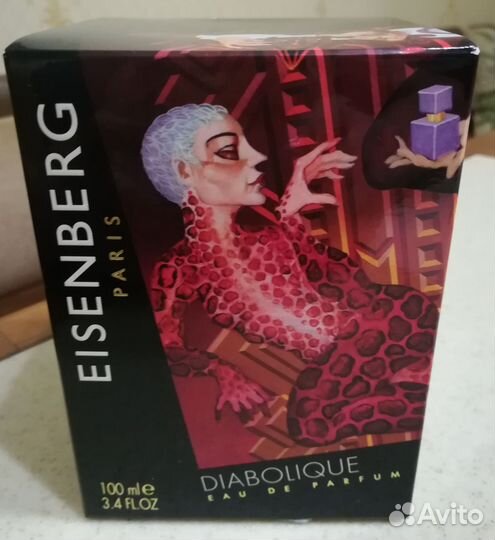 EISENBERG
PARIS
DIABOLIQUE
EAU DE PARFUM
100 ml e
3.4 FL.OZ
Avito